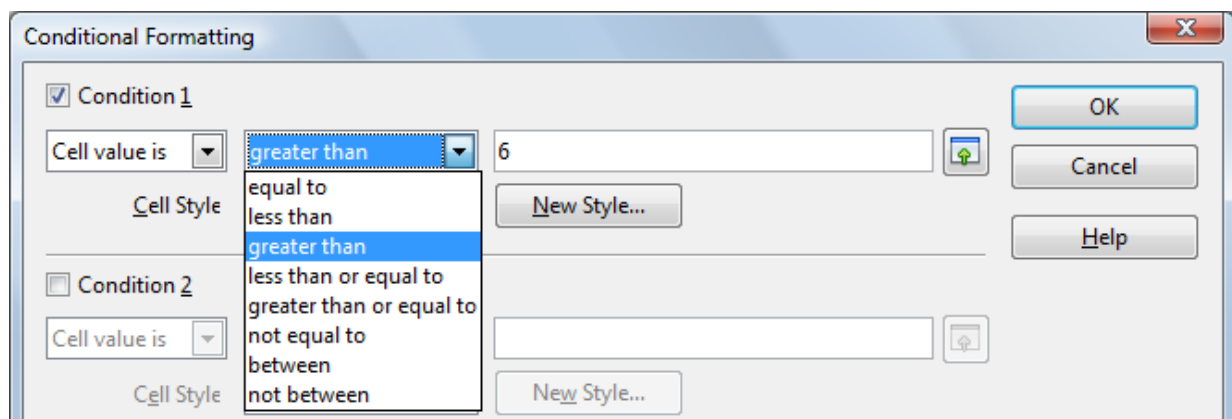 Conditional Formatting
Condition 1
Cell value is greater than 6
OK
Cancel
Help
Cell Style
New Style...
equal to
less than
greater than
less than or equal to
greater than or equal to
not equal to
between
not between
Condition 2
Cell value is
Cell Style
New Style...